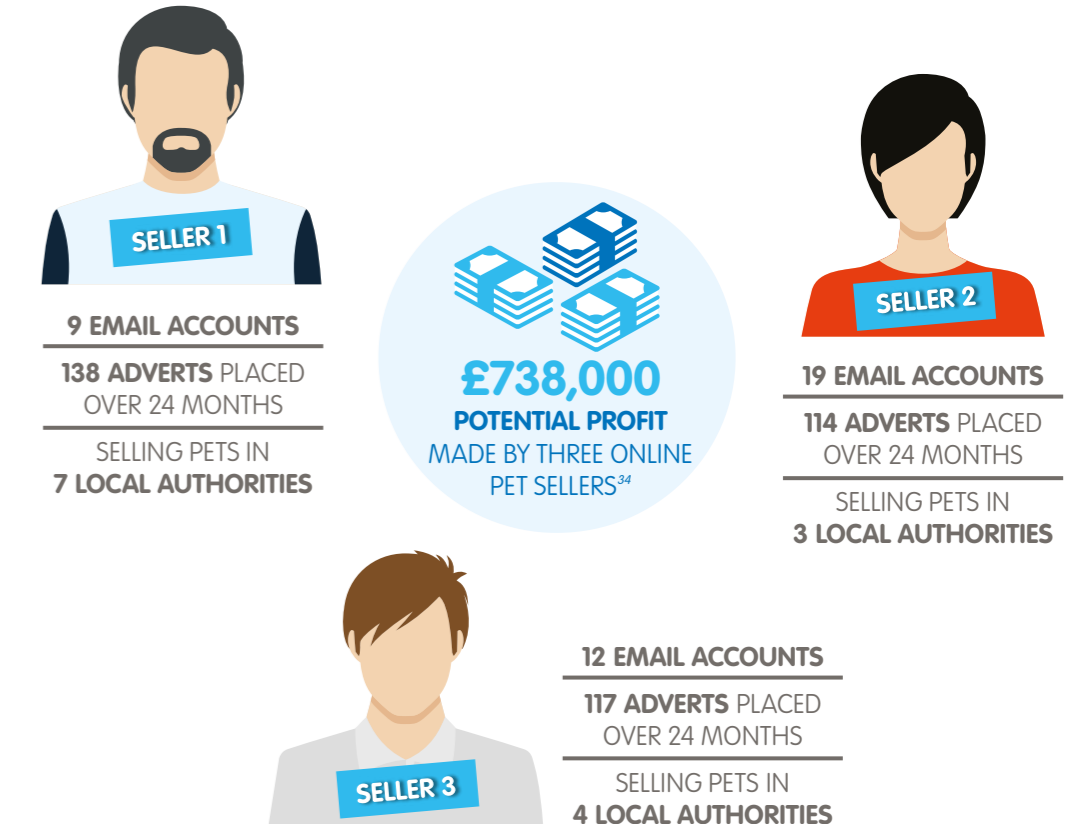 SELLER 1
9 EMAIL ACCOUNTS
138 ADVERTS PLACED
OVER 24 MONTHS
SELLING PETS IN
7 LOCAL AUTHORITIES
£738,000
POTENTIAL PROFIT
MADE BY THREE ONLINE
PET SELLERS34
SELLER 2
19 EMAIL ACCOUNTS
114 ADVERTS PLACED
OVER 24 MONTHS
SELLING PETS IN
3 LOCAL AUTHORITIES
SELLER 3
12 EMAIL ACCOUNTS
117 ADVERTS PLACED
OVER 24 MONTHS
SELLING PETS IN
4 LOCAL AUTHORITIES